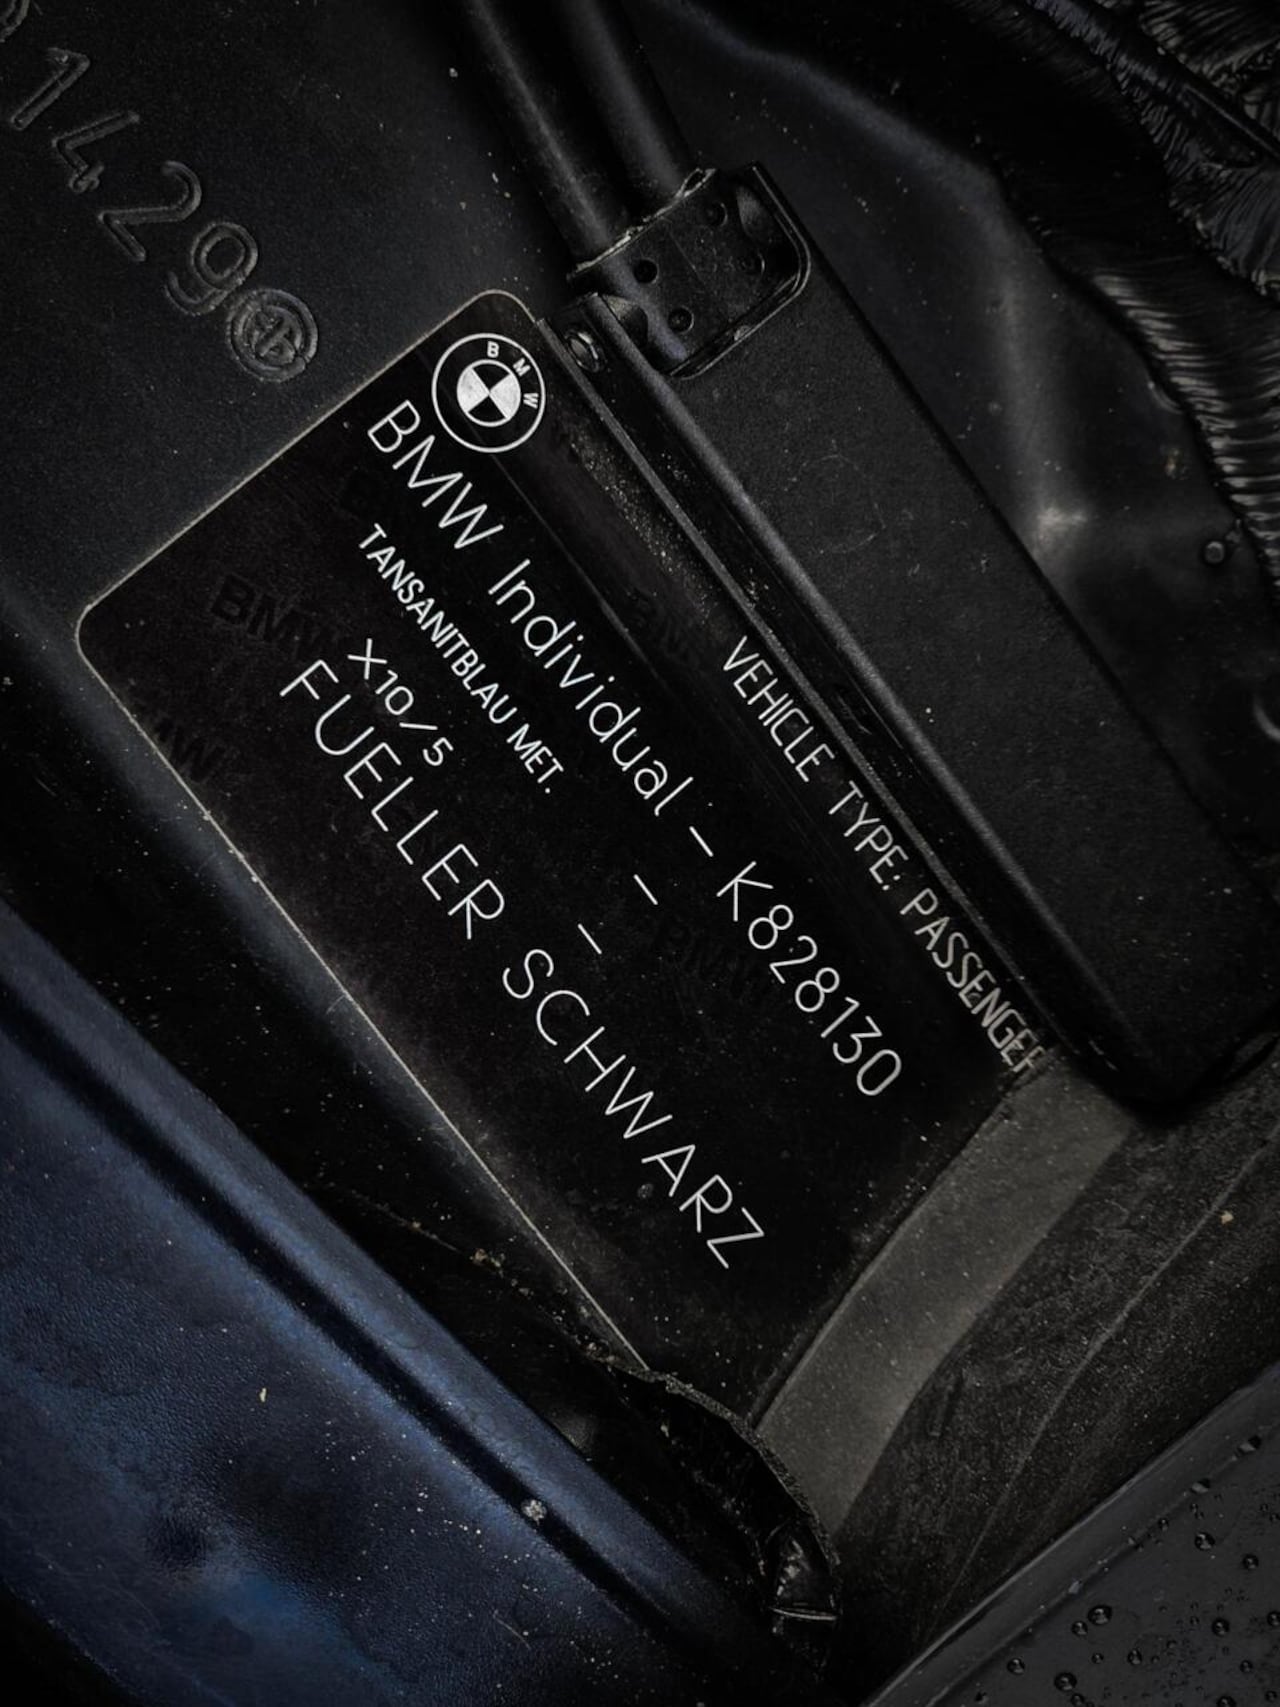 1429
BMW
VEHICLE TYPE: PASSENGER
BMW Individual - K828130
TANSANITBLAU MET. -
X10/5 -
FUELLER SCHWARZ